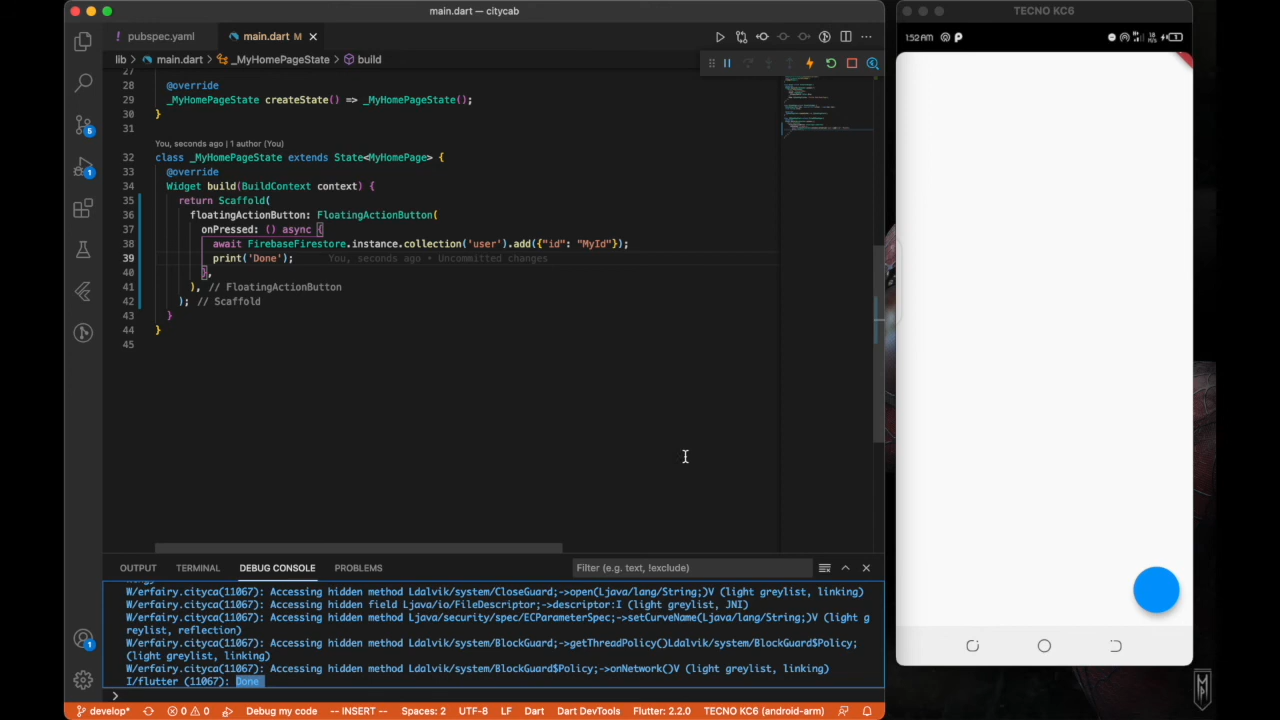 main.dart — citycab
TECNO KC6
! pubspec.yaml
main.dart M
1:52 AM
lib > main.dart > _MyHomePageState > build
27
28 @override
29 _MyHomePageState createState() => _MyHomePageState();
30 }
31
You, seconds ago | 1 author (You)
32 class _MyHomePageState extends State<MyHomePage> {
33 @override
34 Widget build(BuildContext context) {
35 return Scaffold(
36 floatingActionButton: FloatingActionButton(
37 onPressed: () async {
38 await FirebaseFirestore.instance.collection('user').add({"id": "MyId"});
39 print('Done'); You, seconds ago • Uncommitted changes
40 },
41 ), // FloatingActionButton
42 ); // Scaffold
43 }
44 }
45
5
1
1
OUTPUT TERMINAL DEBUG CONSOLE PROBLEMS
Filter (e.g. text, !exclude)
W/erfairy.cityca(11067): Accessing hidden method Ldalvik/system/CloseGuard;->open(Ljava/lang/String;)V (light greylist, linking)
W/erfairy.cityca(11067): Accessing hidden field Ljava/io/FileDescriptor;->descriptor:I (light greylist, JNI)
W/erfairy.cityca(11067): Accessing hidden method Ljava/security/spec/ECParameterSpec;->setCurveName(Ljava/lang/String;)V (light g
reylist, reflection)
W/erfairy.cityca(11067): Accessing hidden method Ldalvik/system/BlockGuard;->getThreadPolicy()Ldalvik/system/BlockGuard$Policy;
(light greylist, linking)
W/erfairy.cityca(11067): Accessing hidden method Ldalvik/system/BlockGuard$Policy;->onNetwork()V (light greylist, linking)
I/flutter (11067): Done
>
develop* 0 0 Debug my code -- INSERT -- Spaces: 2 UTF-8 LF Dart Dart DevTools Flutter: 2.2.0 TECNO KC6 (android-arm)